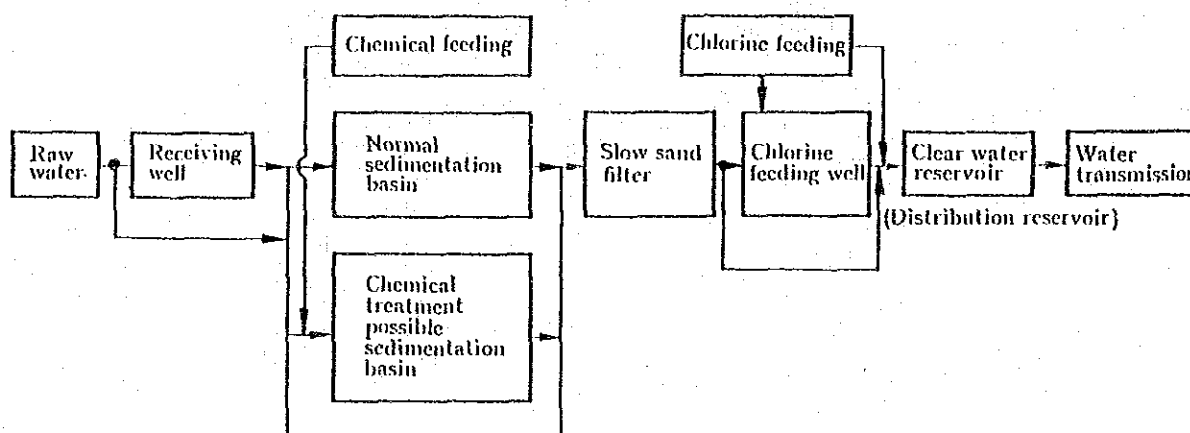 Chemical feeding
Chlorine feeding
Raw
water
Receiving
well
Normal
sedimentation
basin
Slow sand
filter
Chlorine
feeding well
Clear water
reservoir
Water
transmission
(Distribution reservoir)
Chemical
treatment
possible
sedimentation
basin